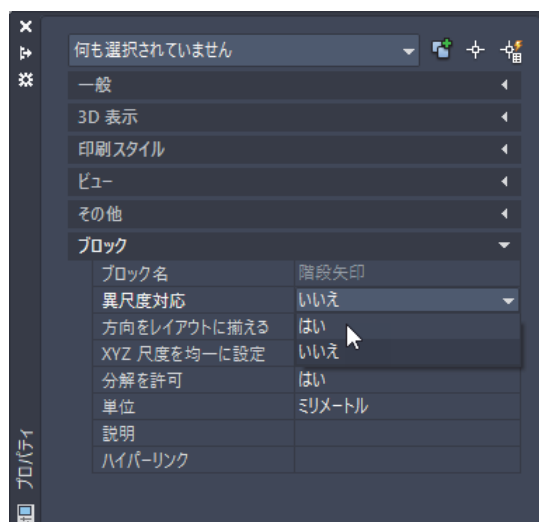 何も選択されていません
一般
3D 表示
印刷スタイル
ビュー
その他
ブロック
ブロック名 階段矢印
異尺度対応 いいえ
方向をレイアウトに揃える はい
XYZ 尺度を均一に設定 いいえ
分解を許可 はい
単位 ミリメートル
説明
ハイパーリンク
プロパティ